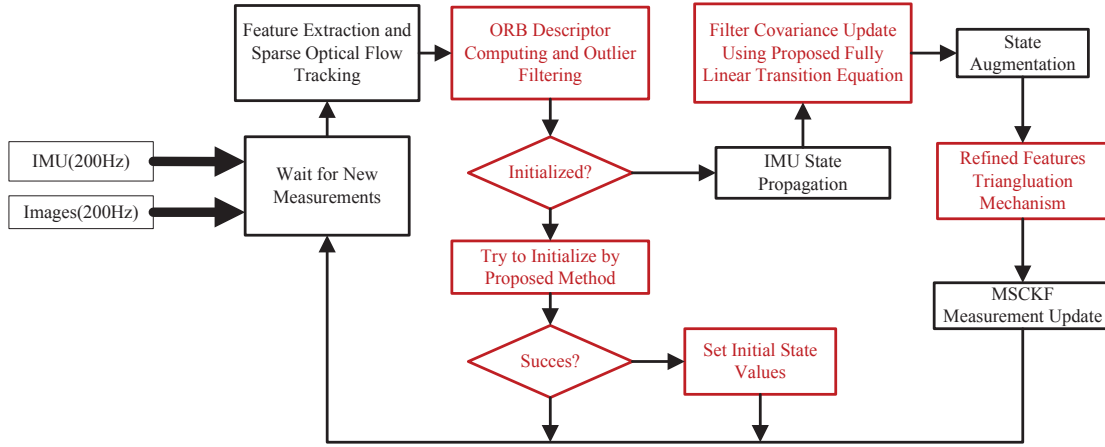 Feature Extraction and
Sparse Optical Flow
Tracking
ORB Descriptor
Computing and Outlier
Filtering
Filter Covariance Update
Using Proposed Fully
Linear Transition Equation
State
Augmentation
IMU(200Hz)
Images(200Hz)
Wait for New
Measurements
Initialized?
IMU State
Propagation
Refined Features
Triangluation
Mechanism
Try to Initialize by
Proposed Method
MSCKF
Measurement Update
Succes?
Set Initial State
Values